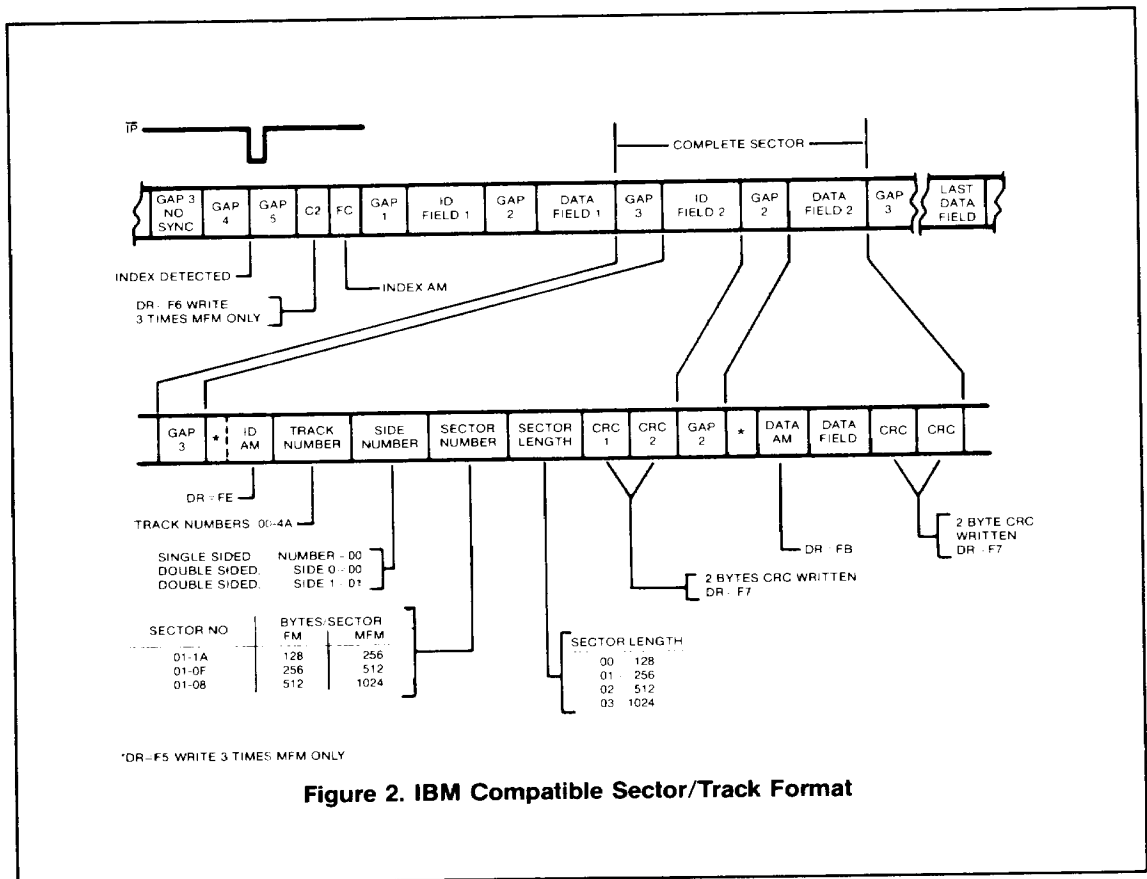 IP
COMPLETE SECTOR
GAP 3 NO SYNC
GAP 4
GAP 5
C2
FC
GAP 1
ID FIELD 1
GAP 2
DATA FIELD 1
GAP 3
ID FIELD 2
GAP 2
DATA FIELD 2
GAP 3
LAST DATA FIELD
INDEX DETECTED
INDEX AM
DR - F6 WRITE
3 TIMES MFM ONLY
GAP 3
*
ID AM
TRACK NUMBER
SIDE NUMBER
SECTOR NUMBER
SECTOR LENGTH
CRC 1
CRC 2
GAP 2
*
DATA AM
DATA FIELD
CRC
CRC
DR - FE
TRACK NUMBERS 00-4A
SINGLE SIDED NUMBER - 00
DOUBLE SIDED. SIDE 0 - 00
DOUBLE SIDED. SIDE 1 - 01
DR - FB
2 BYTE CRC
WRITTEN
DR - F7
2 BYTES CRC WRITTEN
DR - F7
SECTOR NO BYTES/SECTOR
FM MFM
01-1A 128 256
01-0F 256 512
01-08 512 1024
SECTOR LENGTH
00 128
01 - 256
02 512
03 1024
*DR-F5 WRITE 3 TIMES MFM ONLY
Figure 2. IBM Compatible Sector/Track Format